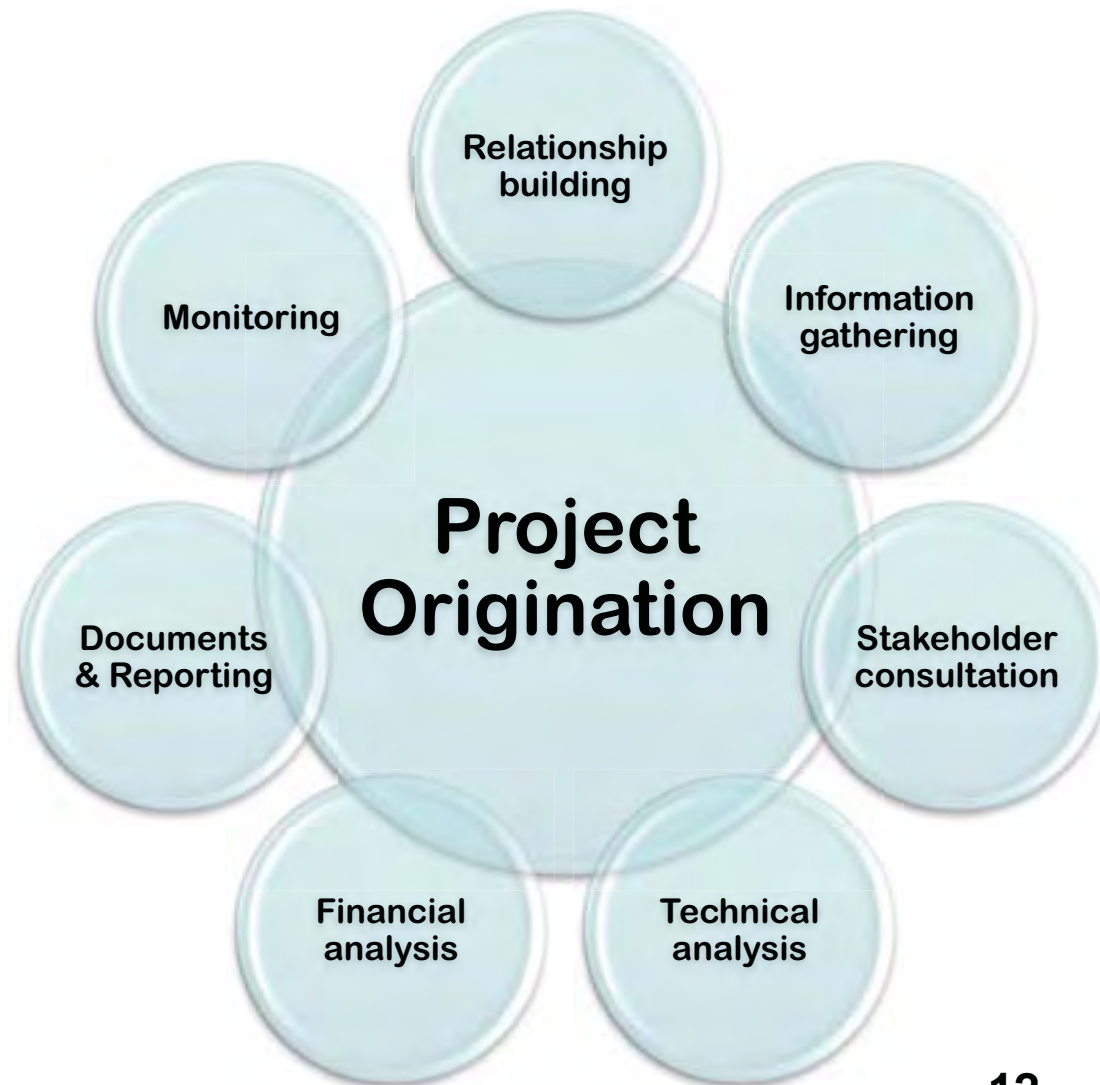 Relationship
building
Information
gathering
Monitoring
Project
Origination
Stakeholder
consultation
Documents
& Reporting
Financial
analysis
Technical
analysis